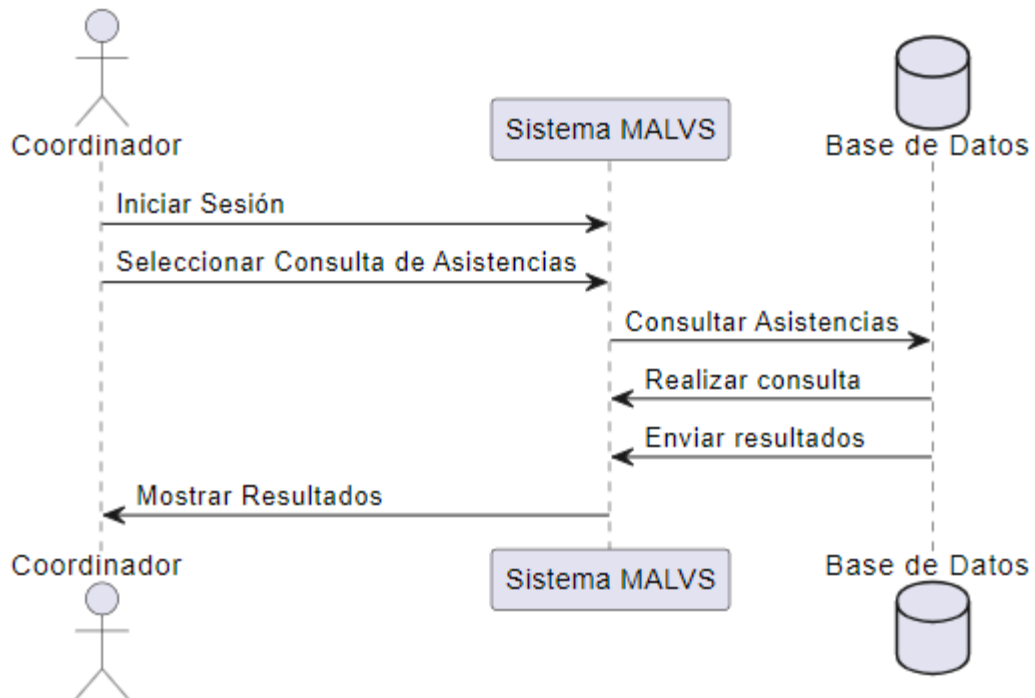 Coordinador
Sistema MALVS
Base de Datos
Iniciar Sesión
Seleccionar Consulta de Asistencias
Consultar Asistencias
Realizar consulta
Enviar resultados
Mostrar Resultados
Coordinador
Sistema MALVS
Base de Datos